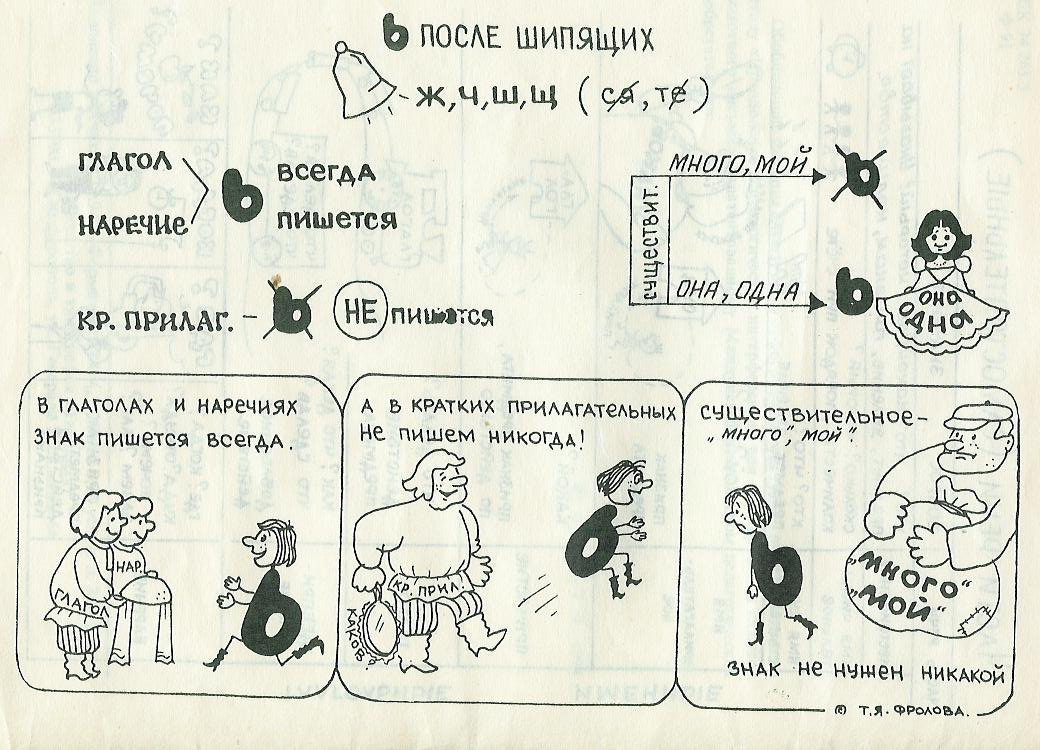 Ь ПОСЛЕ ШИПЯЩИХ
Ж, Ч, Ш, Щ ( ся, те )
ГЛАГОЛ
НАРЕЧИЕ
Ь ВСЕГДА
ПИШЕТСЯ
КР. ПРИЛАГ. – Ь НЕ пишется
СУЩЕСТВИТ.
МНОГО, МОЙ Ь
ОНА, ОДНА Ь
ОНА
ОДНА
В ГЛАГОЛАХ И НАРЕЧИЯХ
ЗНАК ПИШЕТСЯ ВСЕГДА.
НАР.
ГЛАГОЛ
Ь
А В КРАТКИХ ПРИЛАГАТЕЛЬНЫХ
НЕ ПИШЕМ НИКОГДА!
КР. ПРИЛ.
КАКОВ?
Ь
СУЩЕСТВИТЕЛЬНОЕ –
„МНОГО", МОЙ".
Ь
„МНОГО"
„МОЙ"
ЗНАК НЕ НУЖЕН НИКАКОЙ
© Т.Я. ФРОЛОВА.